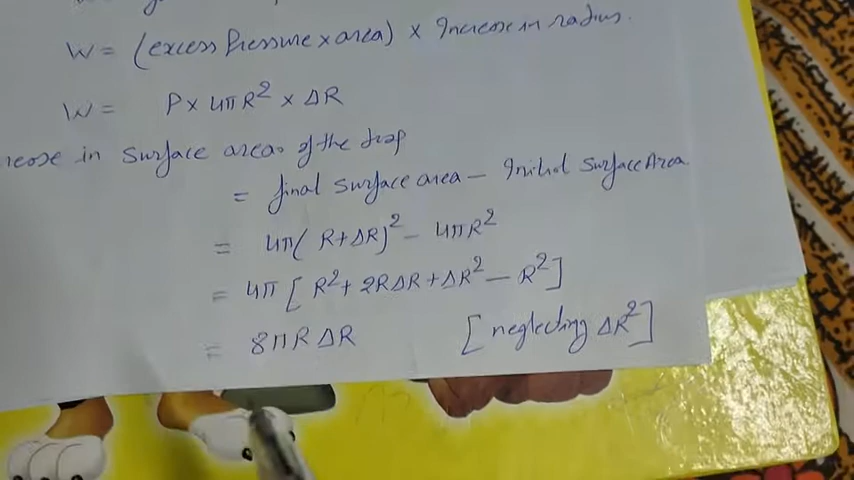 W = (excess Pressure × area) × Increase in radius.
W = P × 4πR² × ΔR
rease in surface area of the drop
= final surface area - Initial surface Area
= 4π(R+ΔR)² - 4πR²
= 4π[R²+2RΔR+ΔR²-R²]
= 8πRΔR [neglecting ΔR²]